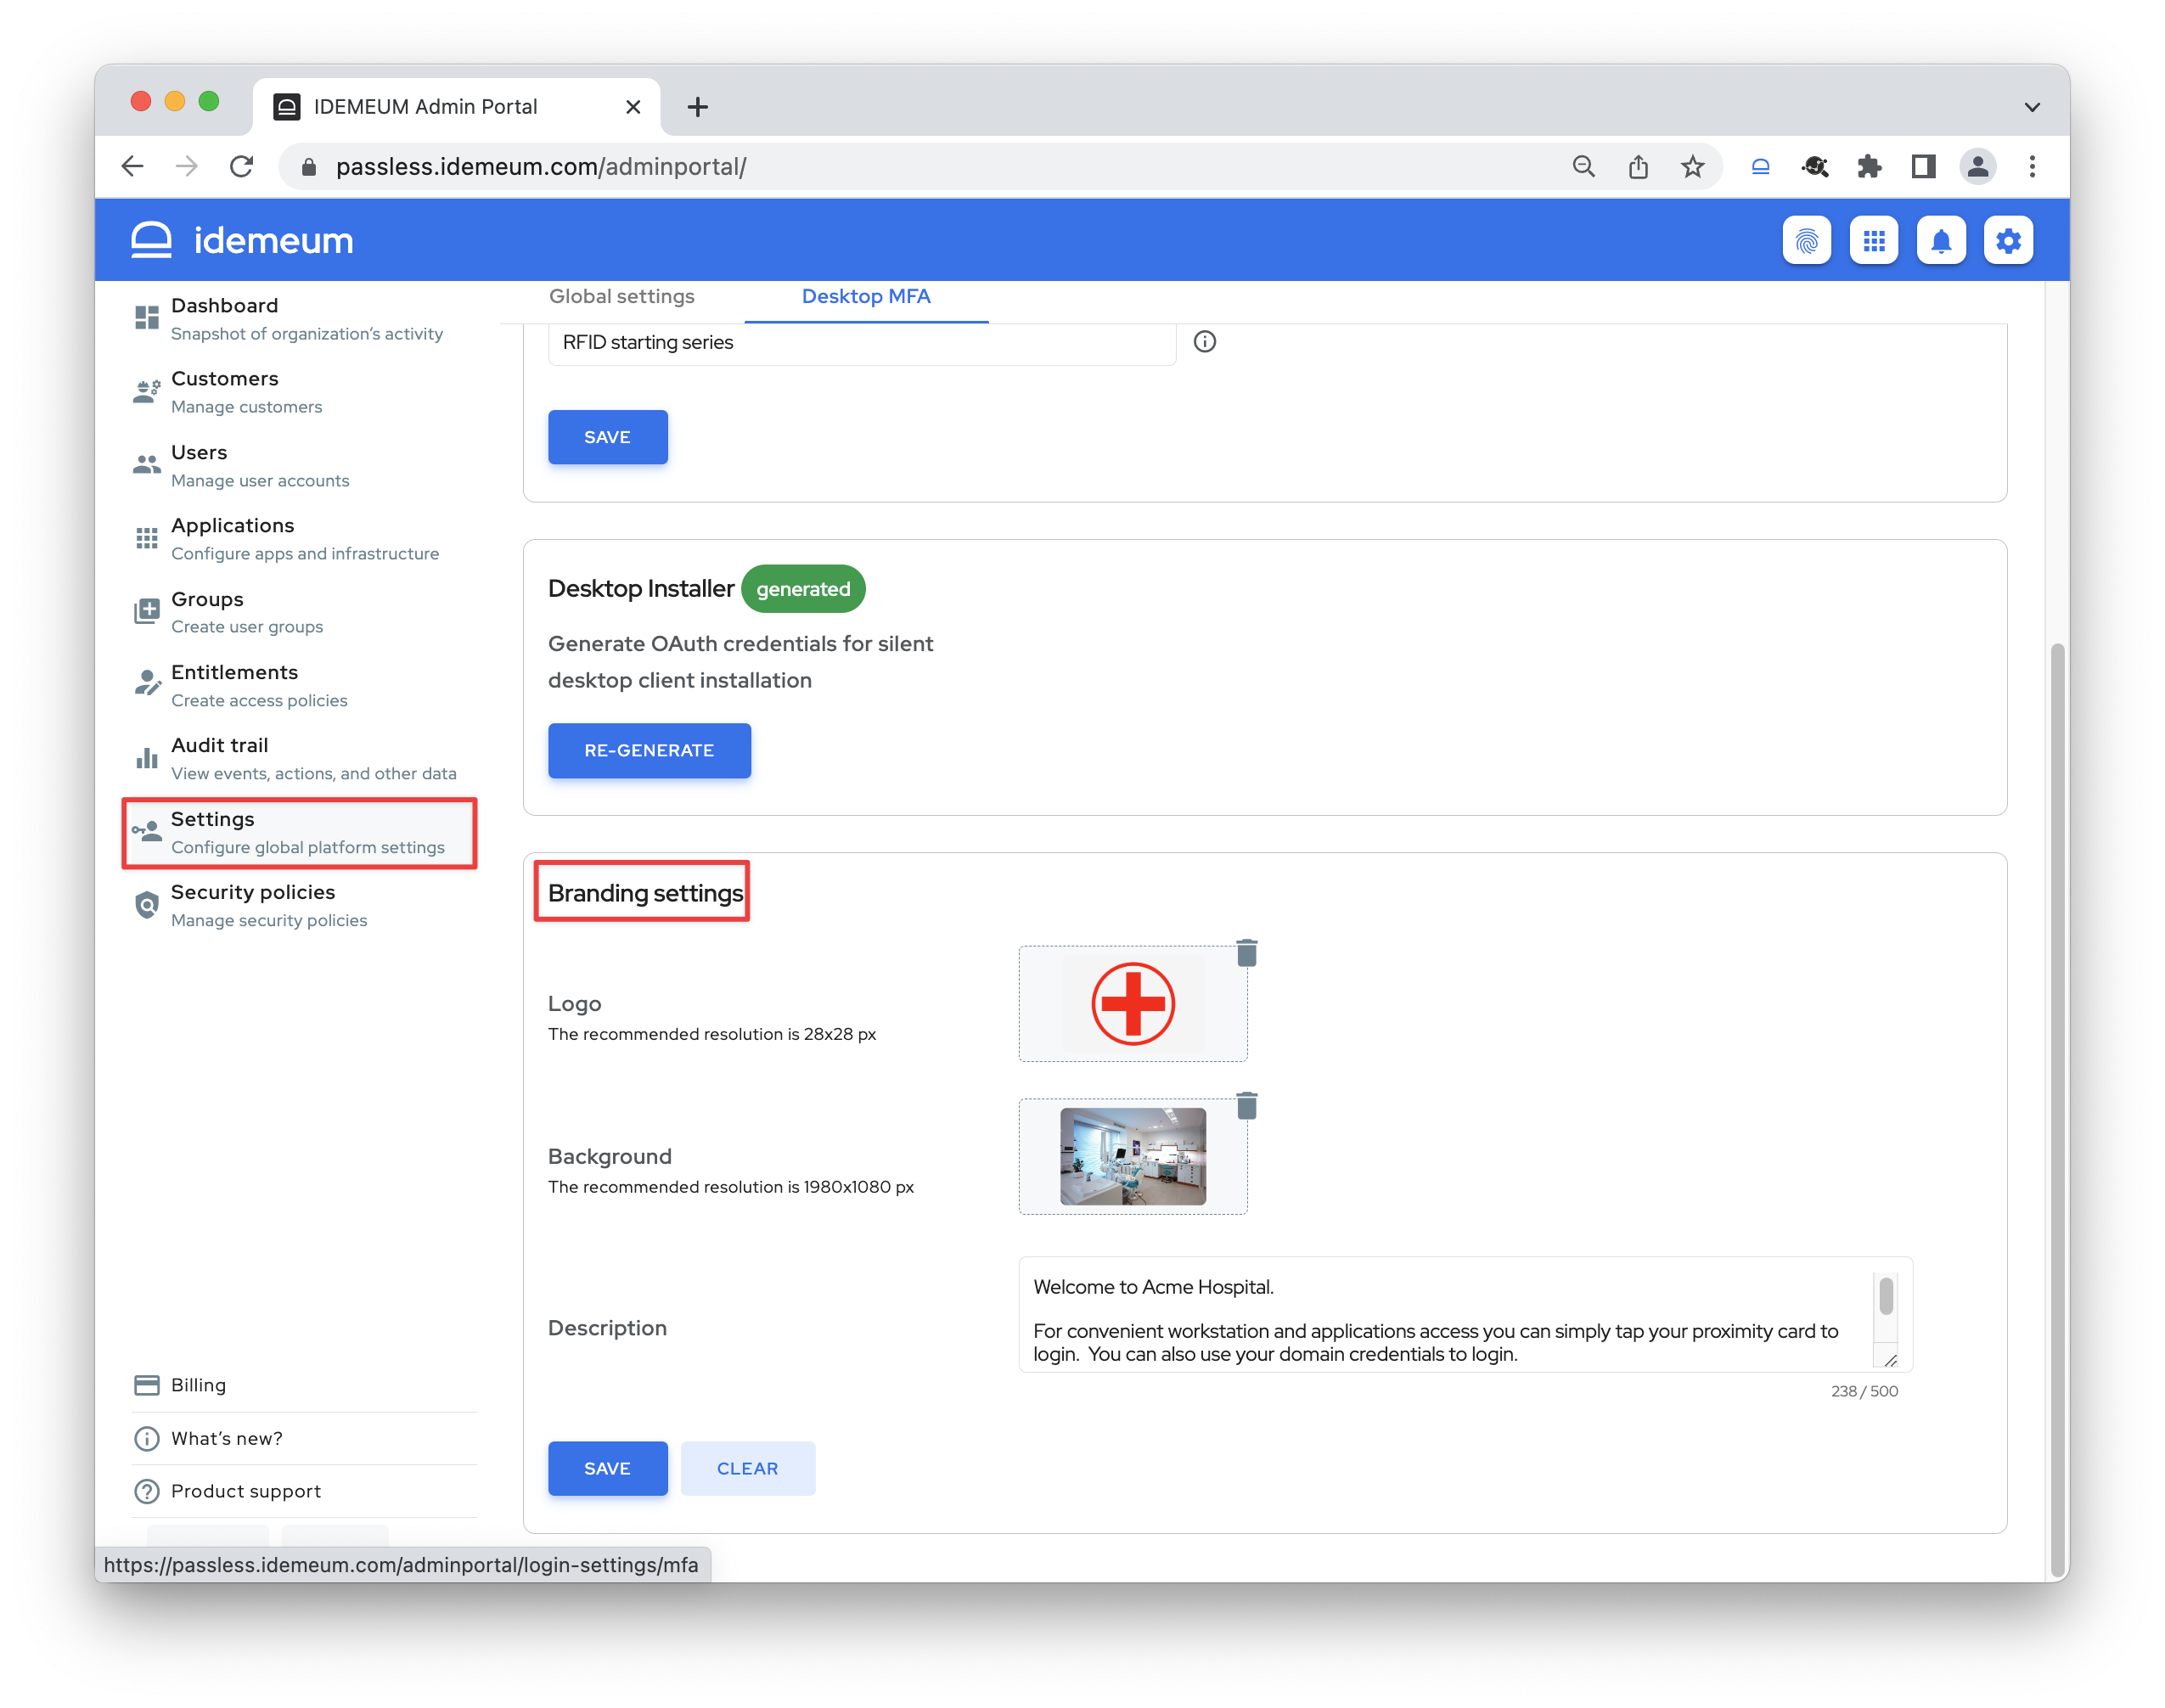 IDEMEUM Admin Portal
passless.idemeum.com/adminportal/
idemeum
Dashboard
Snapshot of organization's activity
Customers
Manage customers
Users
Manage user accounts
Applications
Configure apps and infrastructure
Groups
Create user groups
Entitlements
Create access policies
Audit trail
View events, actions, and other data
Settings
Configure global platform settings
Security policies
Manage security policies
Billing
What's new?
Product support
https://passless.idemeum.com/adminportal/login-settings/mfa
Global settings
Desktop MFA
RFID starting series
SAVE
Desktop Installer generated
Generate OAuth credentials for silent
desktop client installation
RE-GENERATE
Branding settings
Logo
The recommended resolution is 28x28 px
Background
The recommended resolution is 1980x1080 px
Description
Welcome to Acme Hospital.
For convenient workstation and applications access you can simply tap your proximity card to
login.  You can also use your domain credentials to login.
238 / 500
SAVE
CLEAR